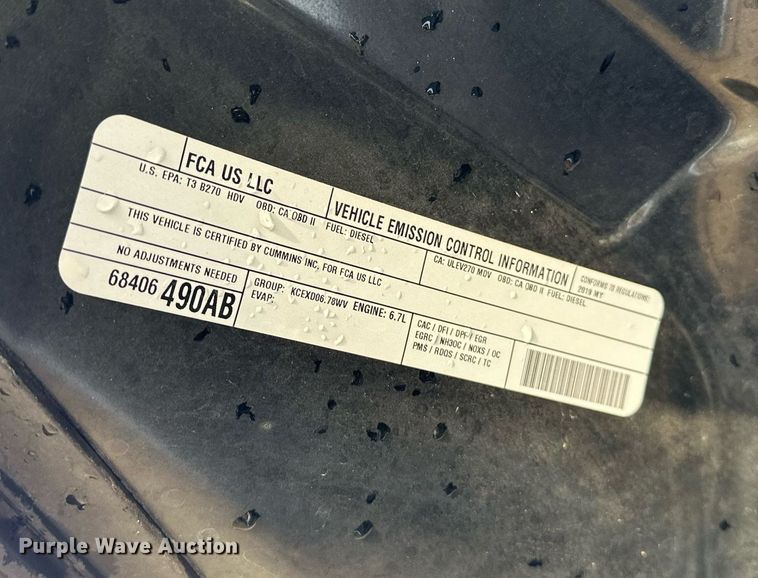 FCA US LLC
VEHICLE EMISSION CONTROL INFORMATION
CONFORMS TO REGULATIONS:
2019 MY
U.S. EPA: T3 B270 HDV OBD: CA OBD II FUEL: DIESEL
CA: ULEV270 MDV OBD: CA OBD II FUEL: DIESEL
THIS VEHICLE IS CERTIFIED BY CUMMINS INC, FOR FCA US LLC
NO ADJUSTMENTS NEEDED
68406 490AB
GROUP: KCEXD06.78WV ENGINE: 6.7L
EVAP:
CAC / DFI / DPF / EGR
EGRC / NH3OC / NOXS / OC
PMS / RDQS / SCRC / TC
Purple Wave Auction